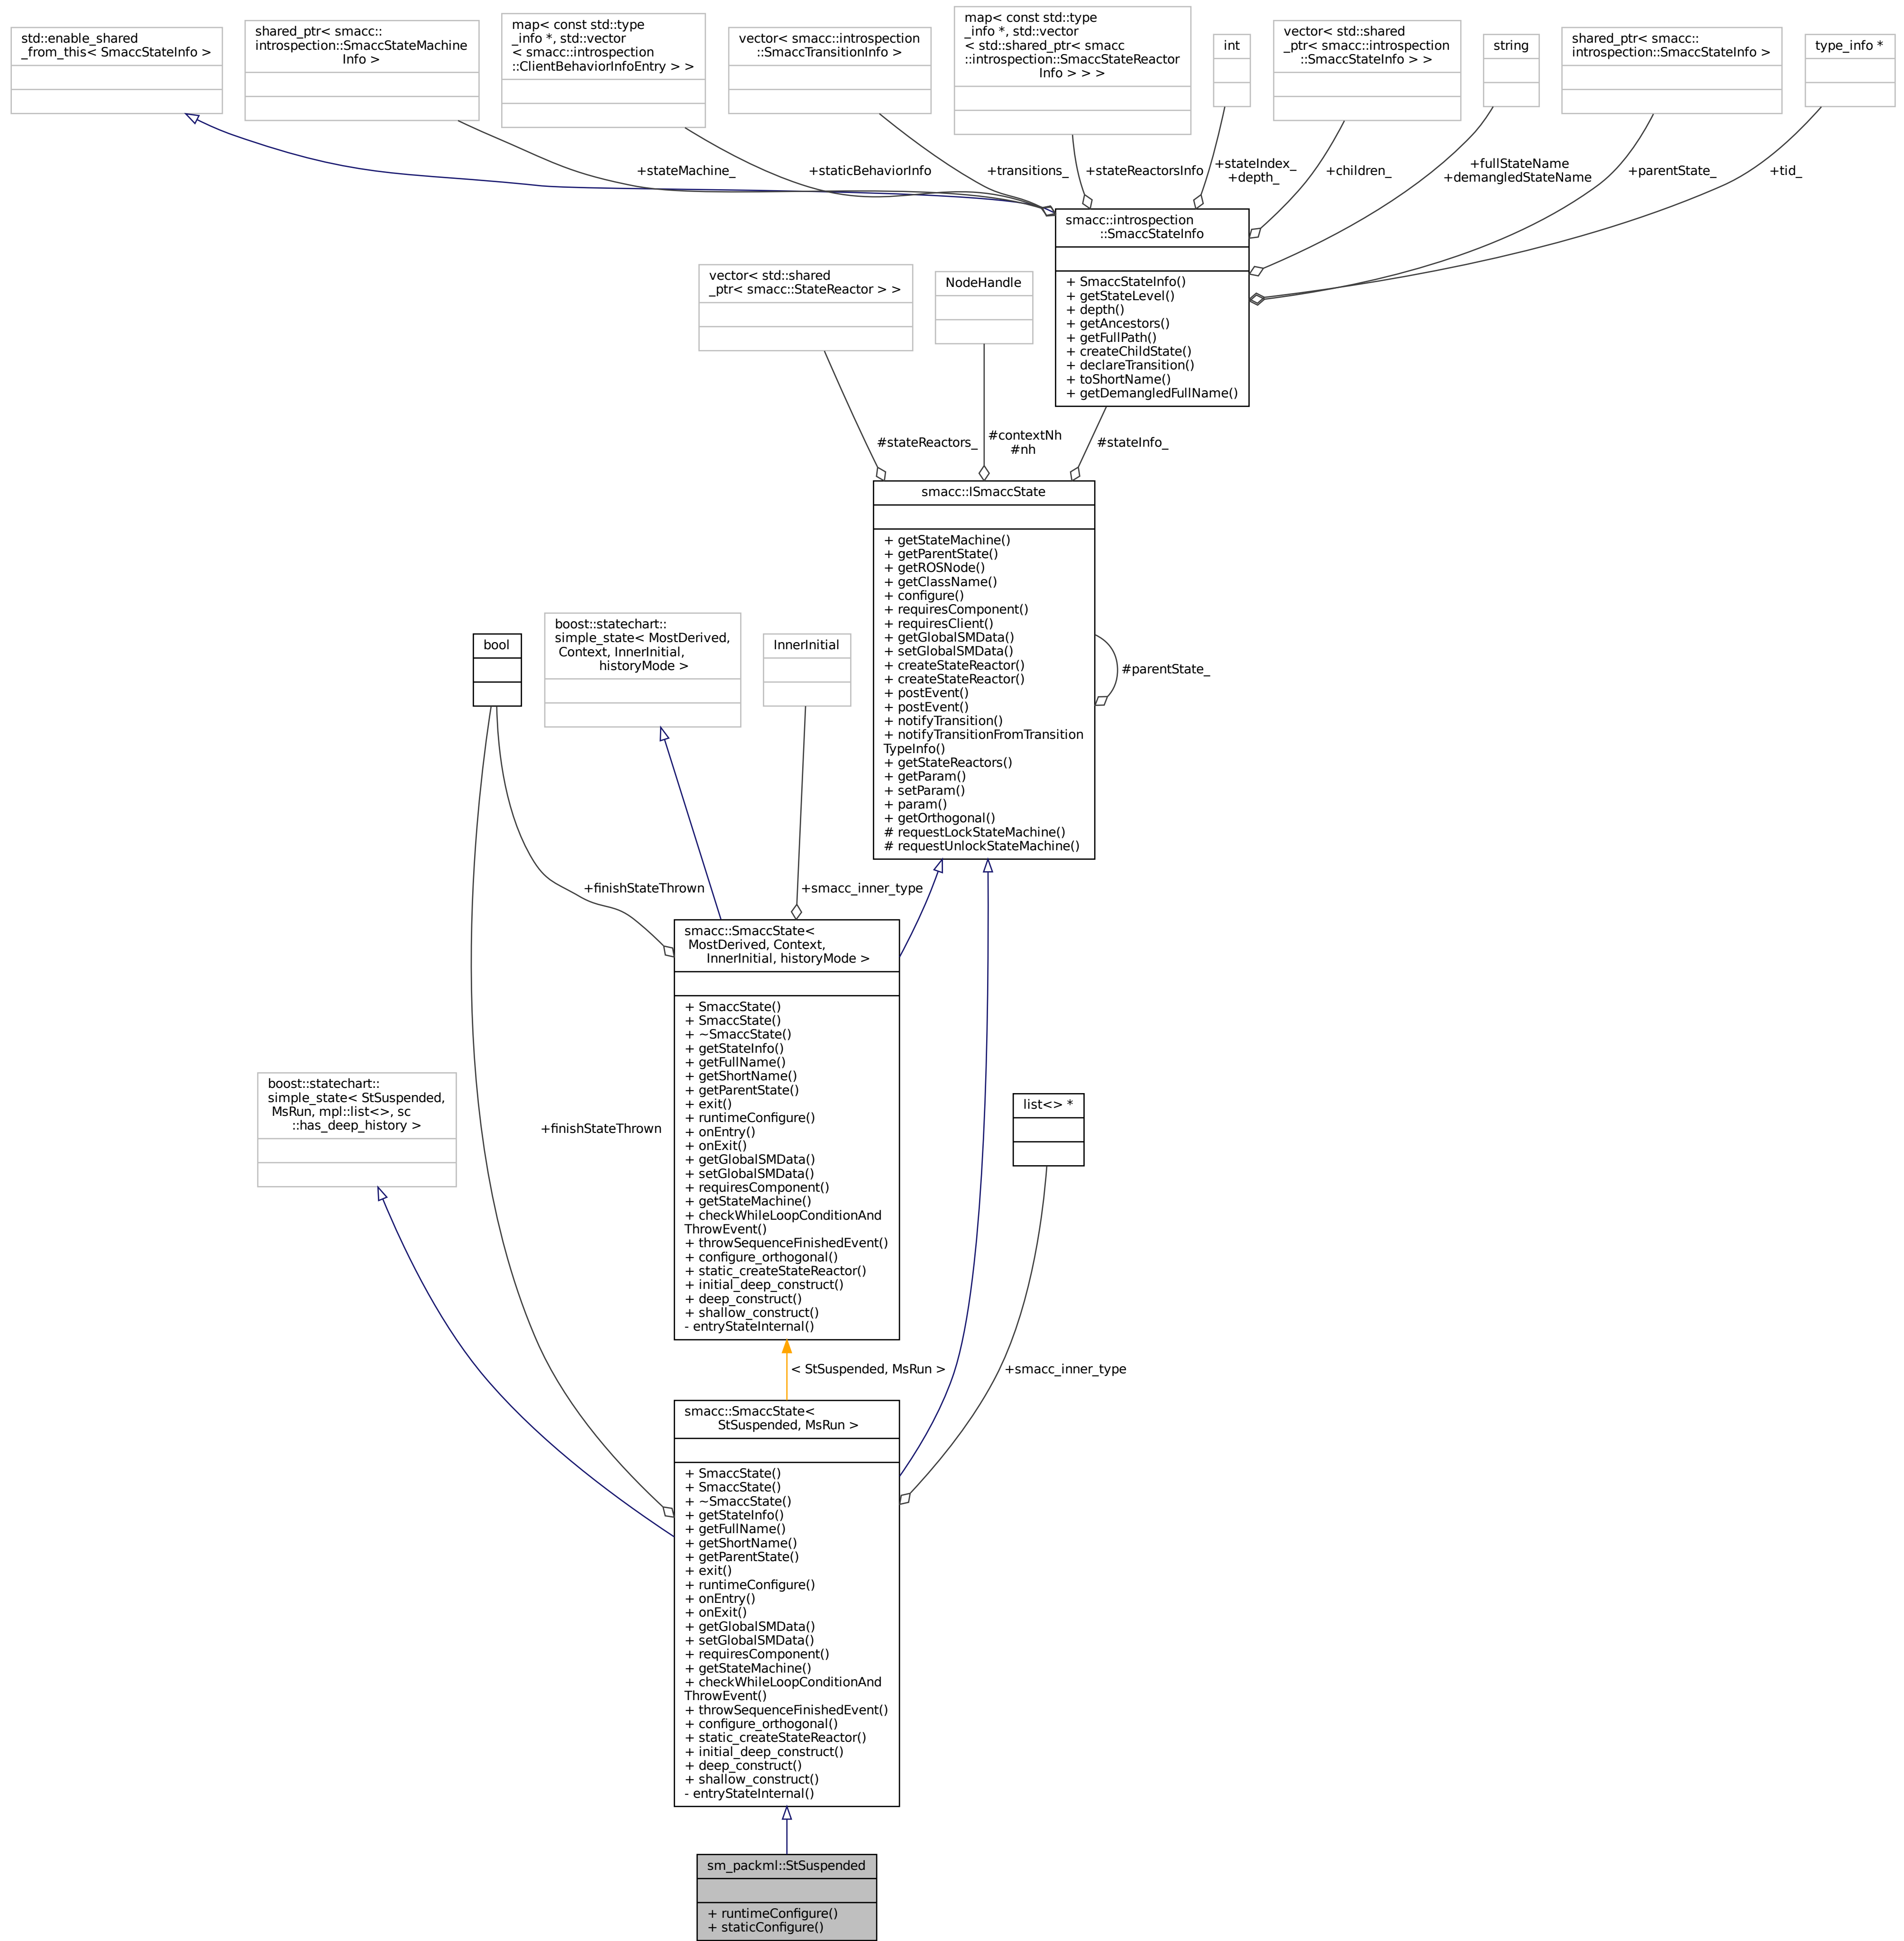 std::enable_shared
_from_this< SmaccStateInfo >
shared_ptr< smacc::
introspection::SmaccStateMachine
Info >
map< const std::type
_info *, std::vector
< smacc::introspection
::ClientBehaviorInfoEntry > >
vector< smacc::introspection
::SmaccTransitionInfo >
map< const std::type
_info *, std::vector
< std::shared_ptr< smacc
::introspection::SmaccStateReactor
Info > > >
int
vector< std::shared
_ptr< smacc::introspection
::SmaccStateInfo > >
string
shared_ptr< smacc::
introspection::SmaccStateInfo >
type_info *
+stateMachine_
+staticBehaviorInfo
+transitions_
+stateReactorsInfo
+stateIndex_
+depth_
+children_
+fullStateName
+demangledStateName
+parentState_
+tid_
smacc::introspection
::SmaccStateInfo
+ SmaccStateInfo()
+ getStateLevel()
+ depth()
+ getAncestors()
+ getFullPath()
+ createChildState()
+ declareTransition()
+ toShortName()
+ getDemangledFullName()
vector< std::shared
_ptr< smacc::StateReactor > >
NodeHandle
#stateReactors_
#contextNh
#nh
#stateInfo_
smacc::ISmaccState
+ getStateMachine()
+ getParentState()
+ getROSNode()
+ getClassName()
+ configure()
+ requiresComponent()
+ requiresClient()
+ getGlobalSMData()
+ setGlobalSMData()
+ createStateReactor()
+ createStateReactor()
+ postEvent()
+ postEvent()
+ notifyTransition()
+ notifyTransitionFromTransition
TypeInfo()
+ getStateReactors()
+ getParam()
+ setParam()
+ param()
+ getOrthogonal()
# requestLockStateMachine()
# requestUnlockStateMachine()
#parentState_
bool
boost::statechart::
simple_state< MostDerived,
Context, InnerInitial,
historyMode >
InnerInitial
+finishStateThrown
+smacc_inner_type
smacc::SmaccState<
MostDerived, Context,
InnerInitial, historyMode >
+ SmaccState()
+ SmaccState()
+ ~SmaccState()
+ getStateInfo()
+ getFullName()
+ getShortName()
+ getParentState()
+ exit()
+ runtimeConfigure()
+ onEntry()
+ onExit()
+ getGlobalSMData()
+ setGlobalSMData()
+ requiresComponent()
+ getStateMachine()
+ checkWhileLoopConditionAnd
ThrowEvent()
+ throwSequenceFinishedEvent()
+ configure_orthogonal()
+ static_createStateReactor()
+ initial_deep_construct()
+ deep_construct()
+ shallow_construct()
- entryStateInternal()
boost::statechart::
simple_state< StSuspended,
MsRun, mpl::list<>, sc
::has_deep_history >
+finishStateThrown
list<> *
< StSuspended, MsRun >
+smacc_inner_type
smacc::SmaccState<
StSuspended, MsRun >
+ SmaccState()
+ SmaccState()
+ ~SmaccState()
+ getStateInfo()
+ getFullName()
+ getShortName()
+ getParentState()
+ exit()
+ runtimeConfigure()
+ onEntry()
+ onExit()
+ getGlobalSMData()
+ setGlobalSMData()
+ requiresComponent()
+ getStateMachine()
+ checkWhileLoopConditionAnd
ThrowEvent()
+ throwSequenceFinishedEvent()
+ configure_orthogonal()
+ static_createStateReactor()
+ initial_deep_construct()
+ deep_construct()
+ shallow_construct()
- entryStateInternal()
sm_packml::StSuspended
+ runtimeConfigure()
+ staticConfigure()